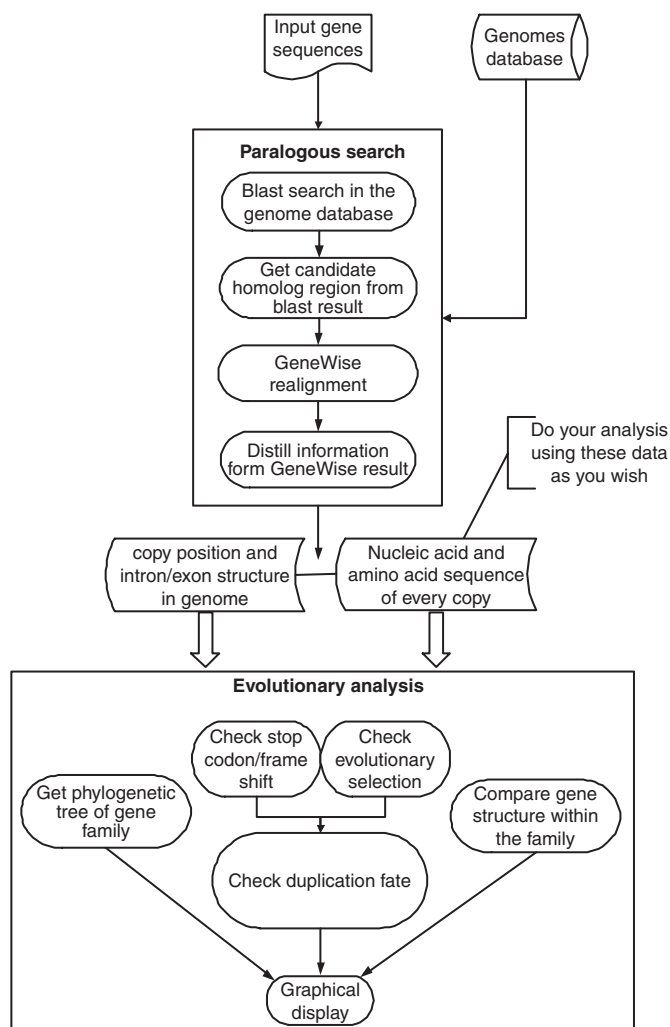 Input gene
sequences
Genomes
database
Paralogous search
Blast search in the
genome database
Get candidate
homolog region from
blast result
GeneWise
realignment
Distill information
form GeneWise result
Do your analysis
using these data
as you wish
copy position and
intron/exon structure
in genome
Nucleic acid and
amino acid sequence
of every copy
Evolutionary analysis
Check stop
codon/frame
shift
Check
evolutionary
selection
Get phylogenetic
tree of gene
family
Compare gene
structure within
the family
Check duplication fate
Graphical
display